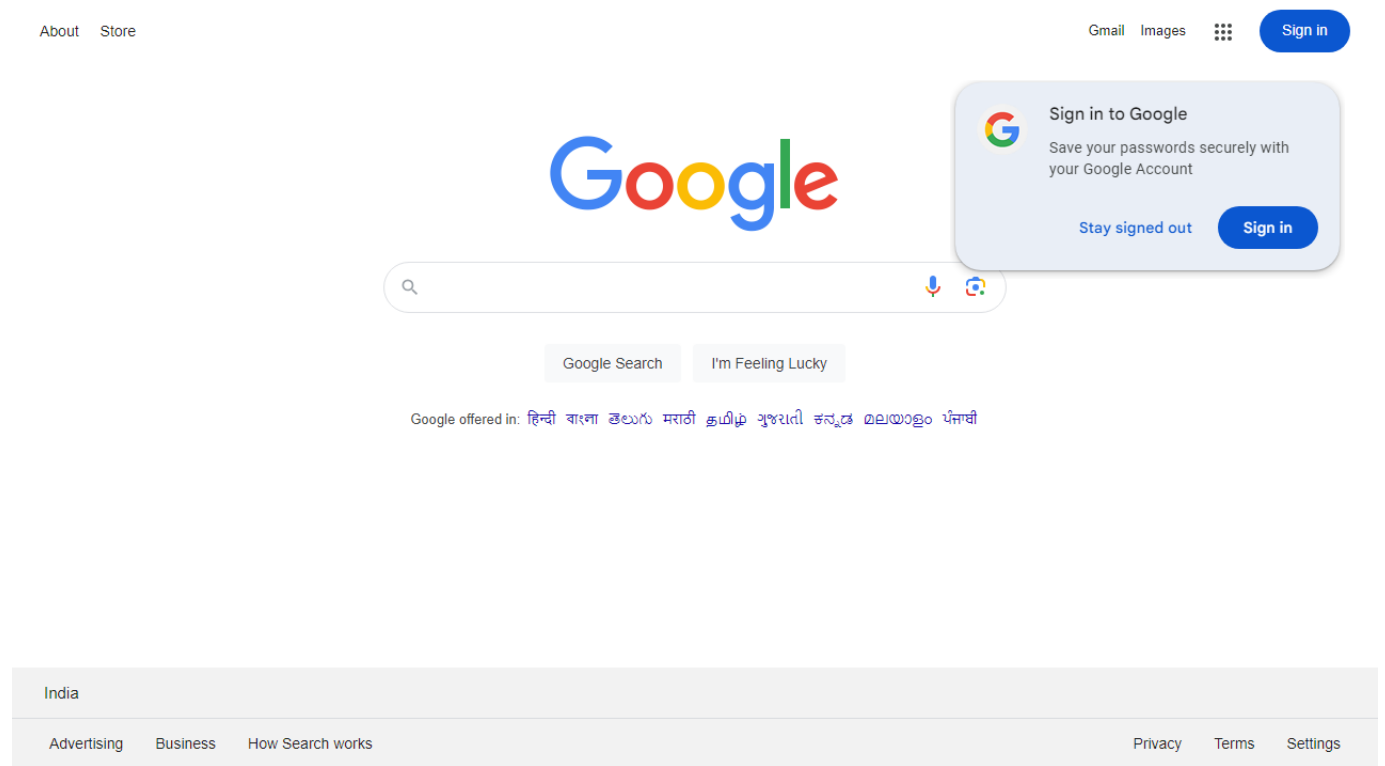 About Store
Gmail Images
Sign in
Sign in to Google
Save your passwords securely with
your Google Account
Stay signed out Sign in
Google
Google Search I'm Feeling Lucky
Google offered in: हिन्दी বাংলা తెలుగు मराठी தமிழ் ગુજરાતી ಕನ್ನಡ മലയാളം ਪੰਜਾਬੀ
India
Advertising Business How Search works
Privacy Terms Settings